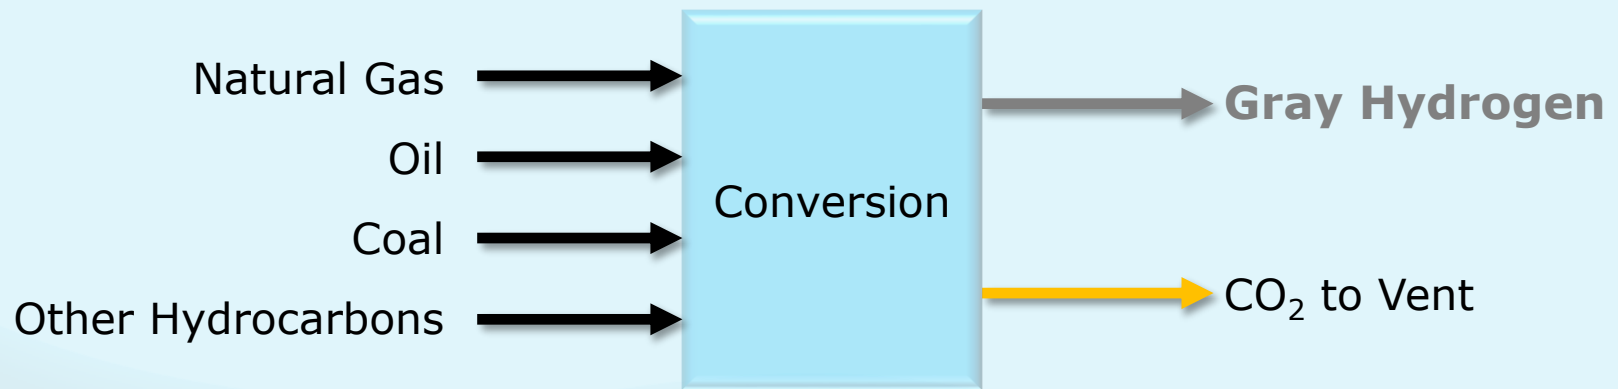 Natural Gas
Oil
Coal
Other Hydrocarbons
Conversion
Gray Hydrogen
CO₂ to Vent